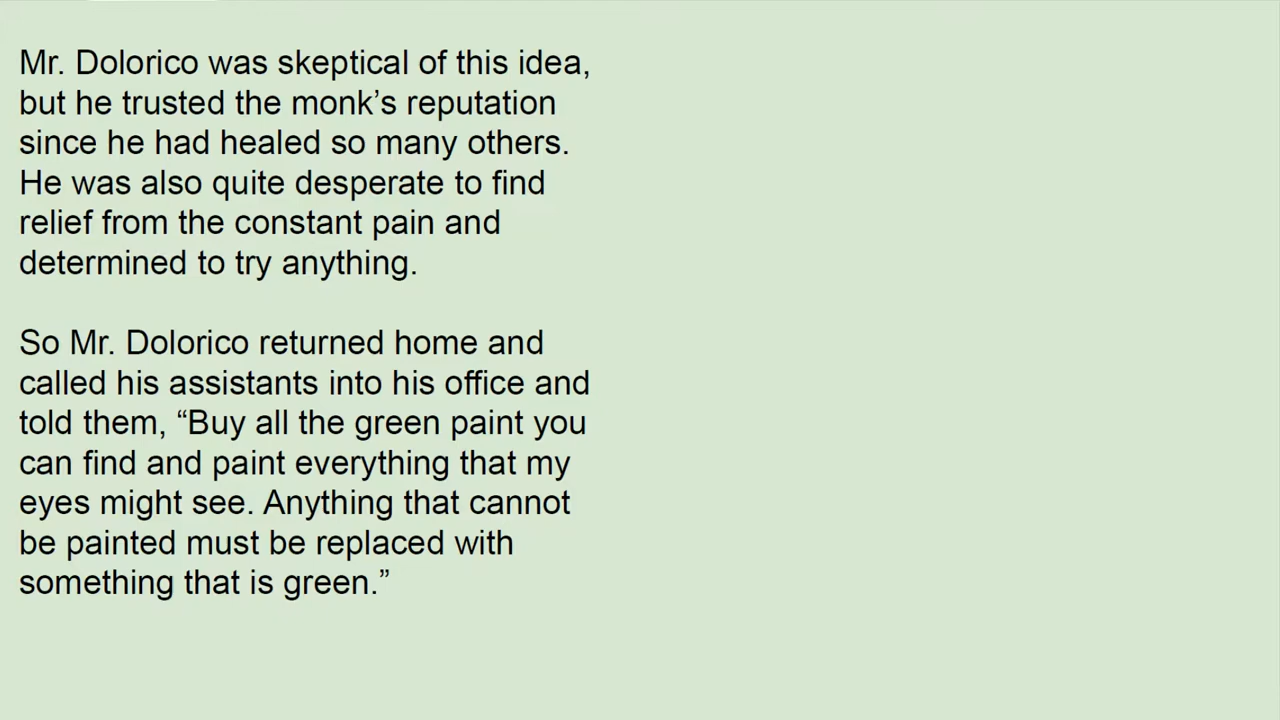 Mr. Dolorico was skeptical of this idea,
but he trusted the monk’s reputation
since he had healed so many others.
He was also quite desperate to find
relief from the constant pain and
determined to try anything.
So Mr. Dolorico returned home and
called his assistants into his office and
told them, “Buy all the green paint you
can find and paint everything that my
eyes might see. Anything that cannot
be painted must be replaced with
something that is green.”